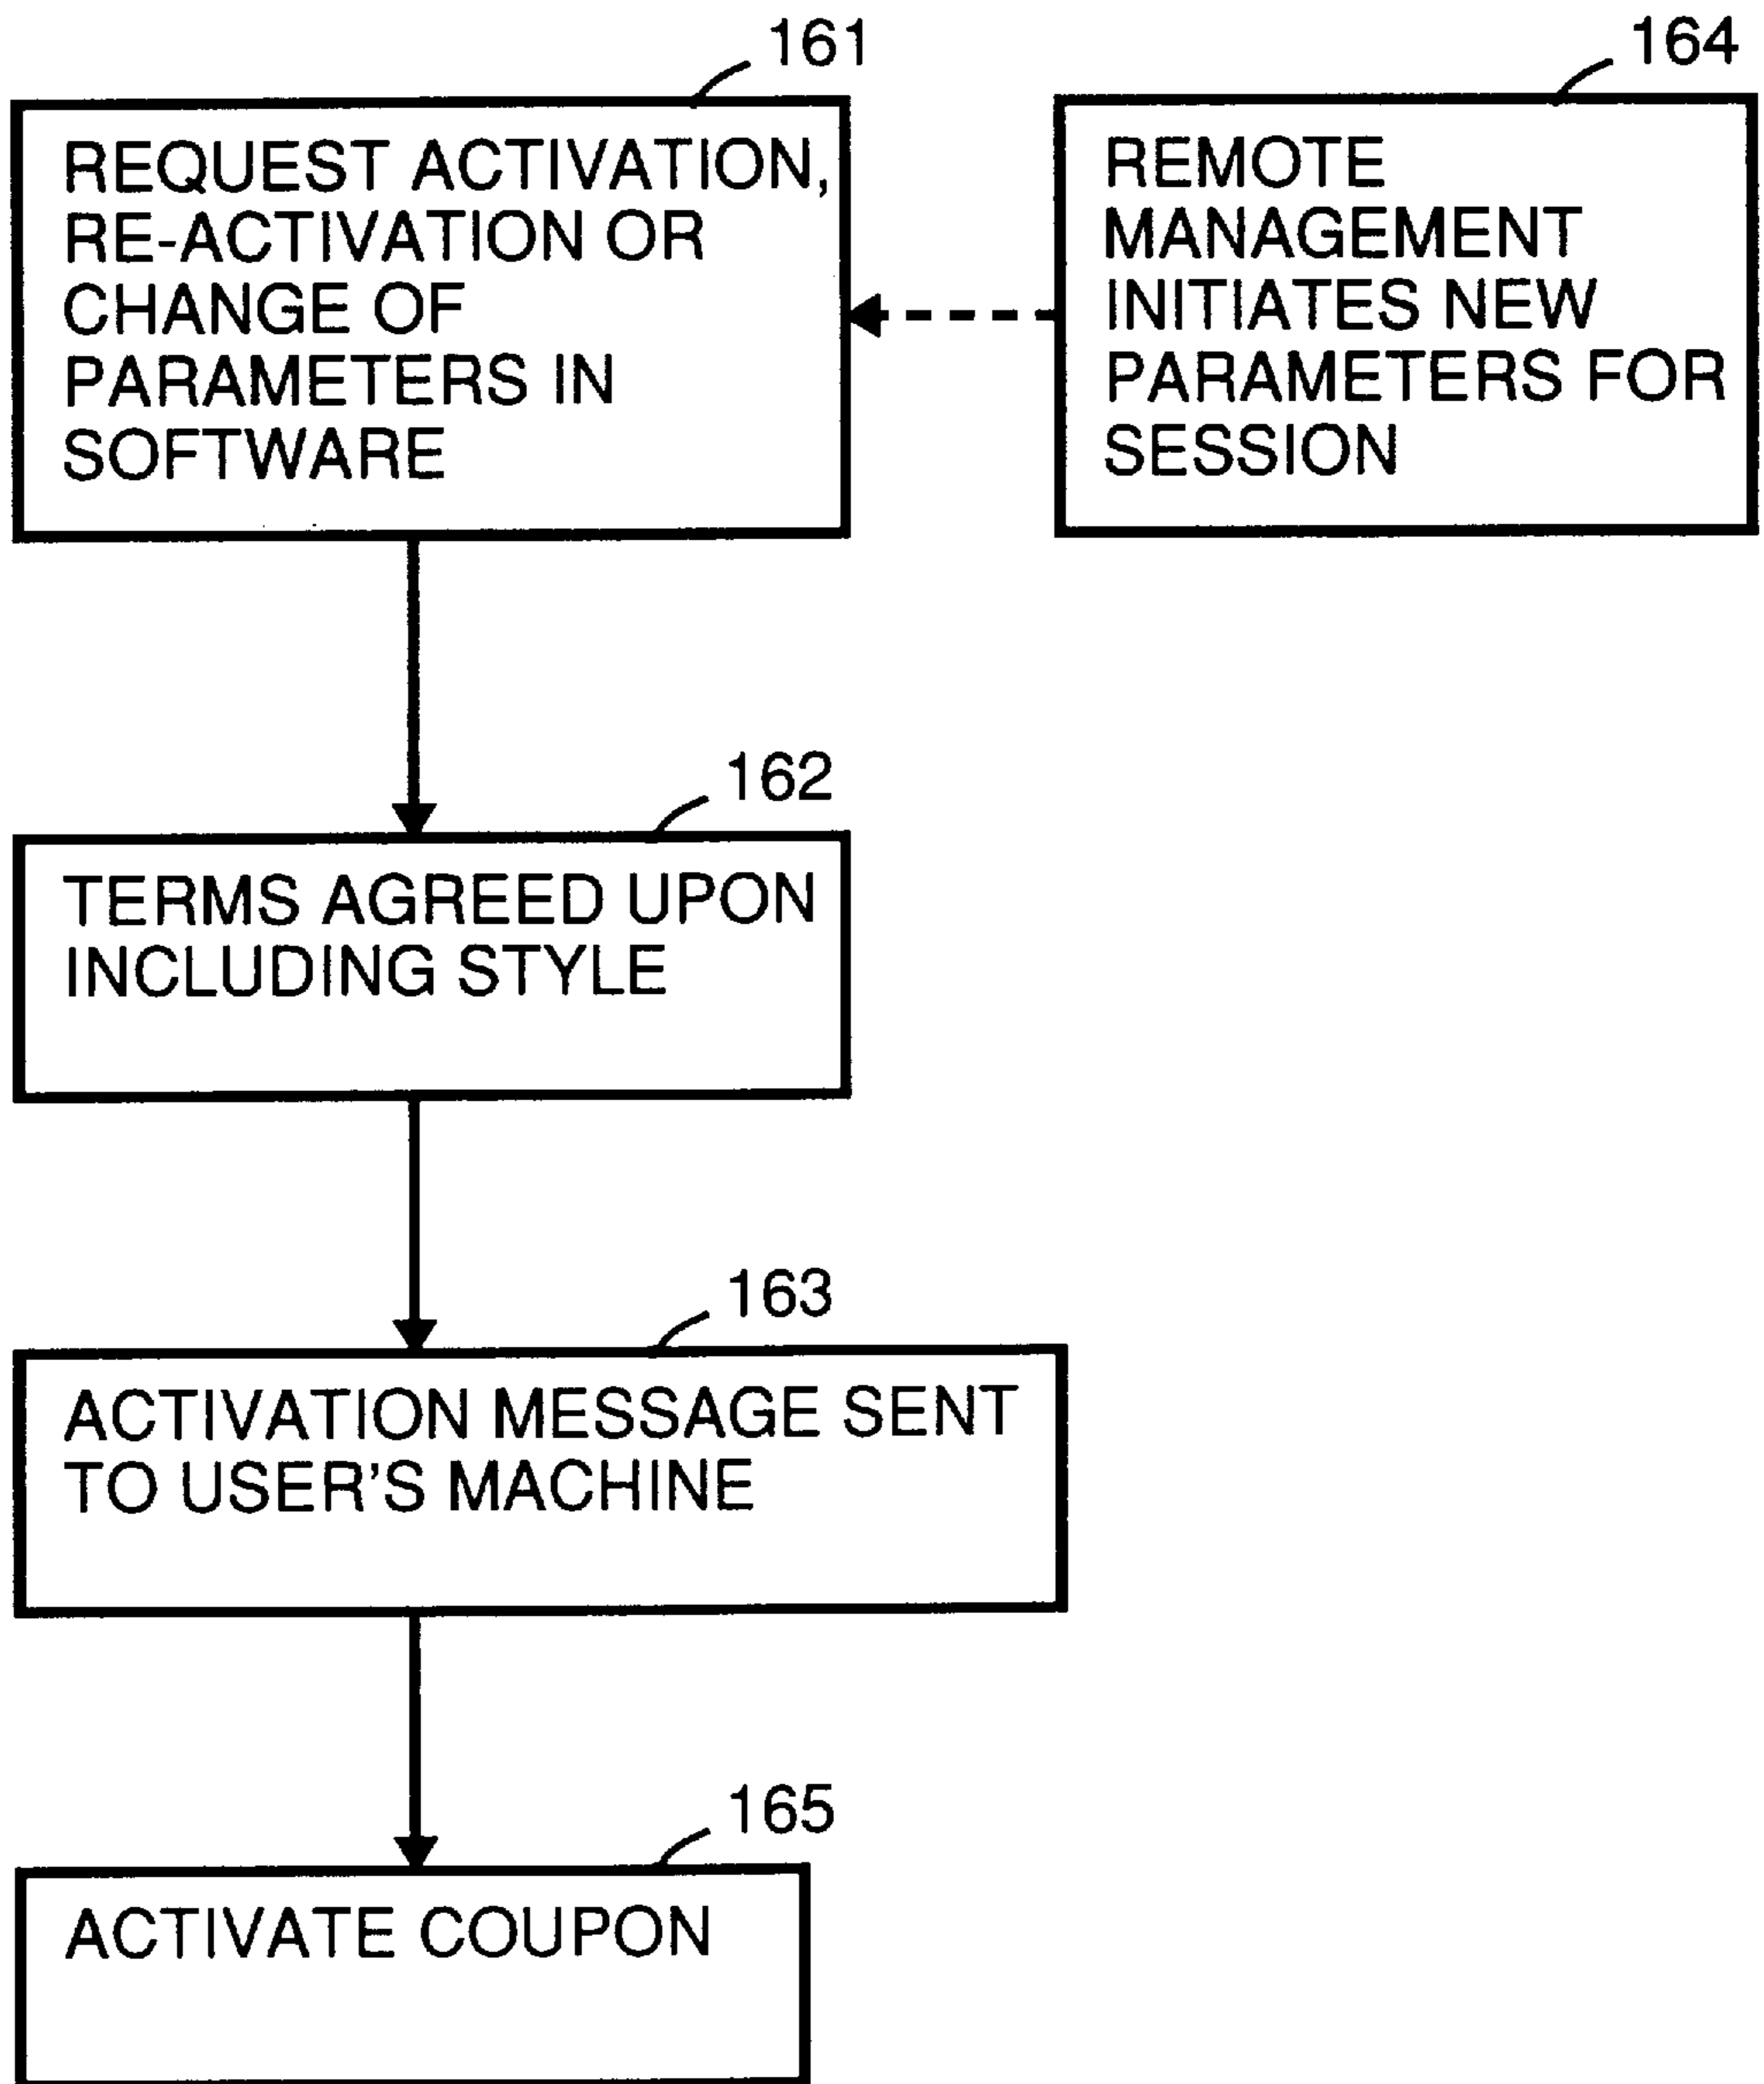 161
REQUEST ACTIVATION,
RE-ACTIVATION OR
CHANGE OF
PARAMETERS IN
SOFTWARE
164
REMOTE
MANAGEMENT
INITIATES NEW
PARAMETERS FOR
SESSION
162
TERMS AGREED UPON
INCLUDING STYLE
163
ACTIVATION MESSAGE SENT
TO USER'S MACHINE
165
ACTIVATE COUPON